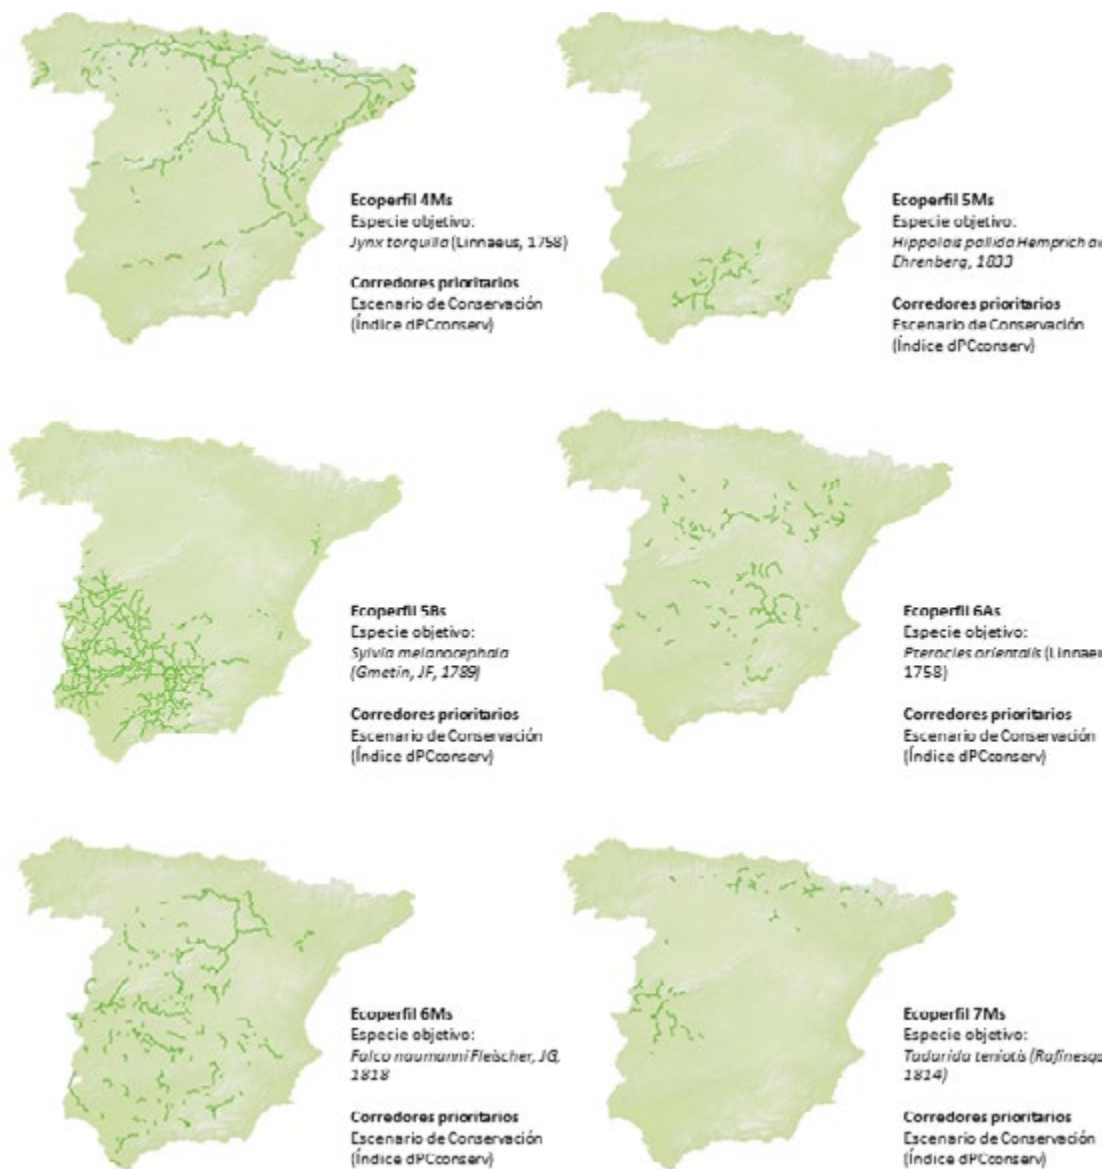 Ecoperfil 4Ms
Especie objetivo:
Jynx torquilla (Linnaeus, 1758)
Corredores prioritarios
Escenario de Conservación
(Índice dPCconserv)
Ecoperfil 5Ms
Especie objetivo:
Hippolais pallida Hemprich
Ehrenberg, 1833
Corredores prioritarios
Escenario de Conservación
(Índice dPCconserv)
Ecoperfil 5Bs
Especie objetivo:
Sylvia melanocephala
(Gmetin, JF, 1789)
Corredores prioritarios
Escenario de Conservación
(Índice dPCconserv)
Ecoperfil 6As
Especie objetivo:
Pterocles orientalis (Linnaeu
1758)
Corredores prioritarios
Escenario de Conservación
(Índice dPCconserv)
Ecoperfil 6Ms
Especie objetivo:
Falco naumanni Fleischer, JG,
1818
Corredores prioritarios
Escenario de Conservación
(Índice dPCconserv)
Ecoperfil 7Ms
Especie objetivo:
Tadarida teniotis (Rafinesq
1814)
Corredores prioritarios
Escenario de Conservación
(Índice dPCconserv)